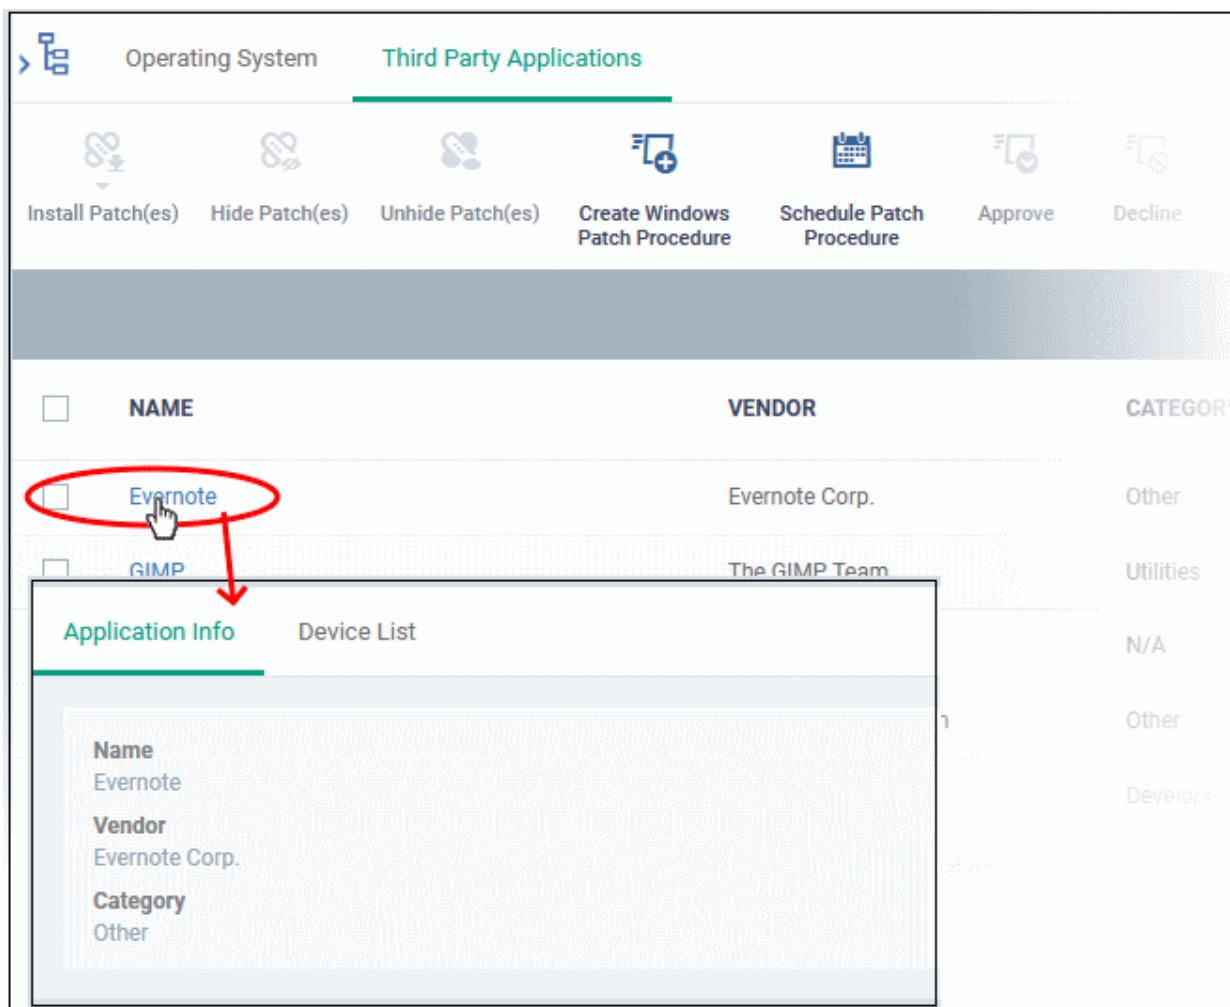 Operating System Third Party Applications
Install Patch(es) Hide Patch(es) Unhide Patch(es) Create Windows Patch Procedure Schedule Patch Procedure Approve Decline
NAME VENDOR CATEGORY
Evernote Evernote Corp. Other
GIMP The GIMP Team Utilities
N/A
Other
Application Info Device List
Name
Evernote
Vendor
Evernote Corp.
Category
Other